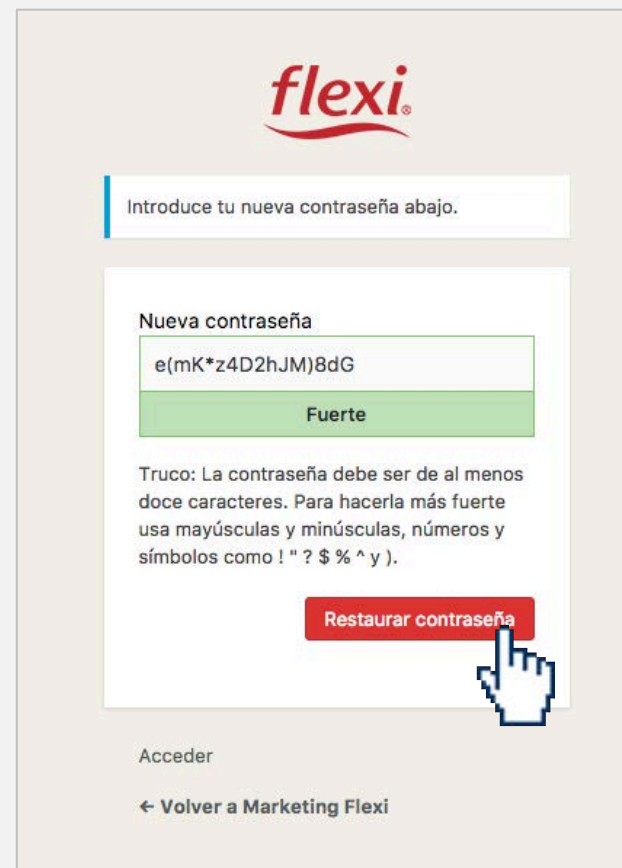 flexi®
Introduce tu nueva contraseña abajo.
Nueva contraseña
e(mK*z4D2hJM)8dG
Fuerte
Truco: La contraseña debe ser de al menos
doce caracteres. Para hacerla más fuerte
usa mayúsculas y minúsculas, números y
símbolos como ! " ? $ % ^ y ).
Restaurar contraseña
Acceder
← Volver a Marketing Flexi